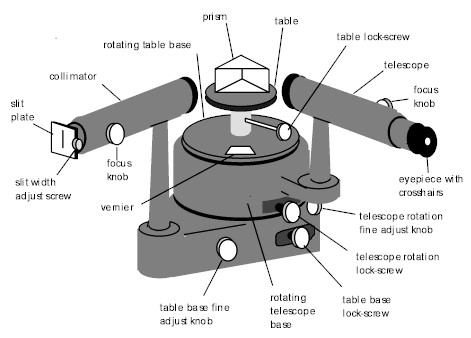 prism
table
rotating table base
table lock-screw
collimator
telescope
focus
knob
slit
plate
focus
knob
eyepiece with
crosshairs
slit width
adjust screw
vernier
telescope rotation
fine adjust knob
telescope rotation
lock-screw
table base fine
adjust knob
rotating
telescope
base
table base
lock-screw